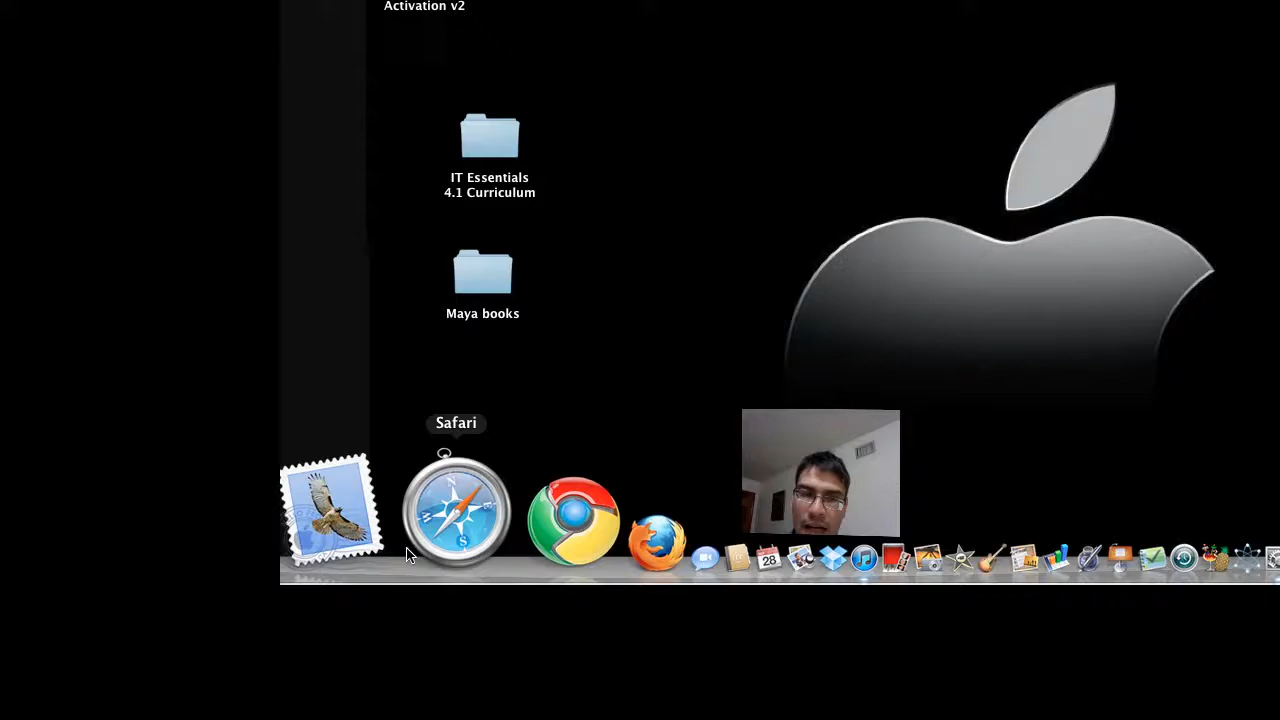 Activation v2
IT Essentials
4.1 Curriculum
Maya books
Safari
N
W
E
S
28